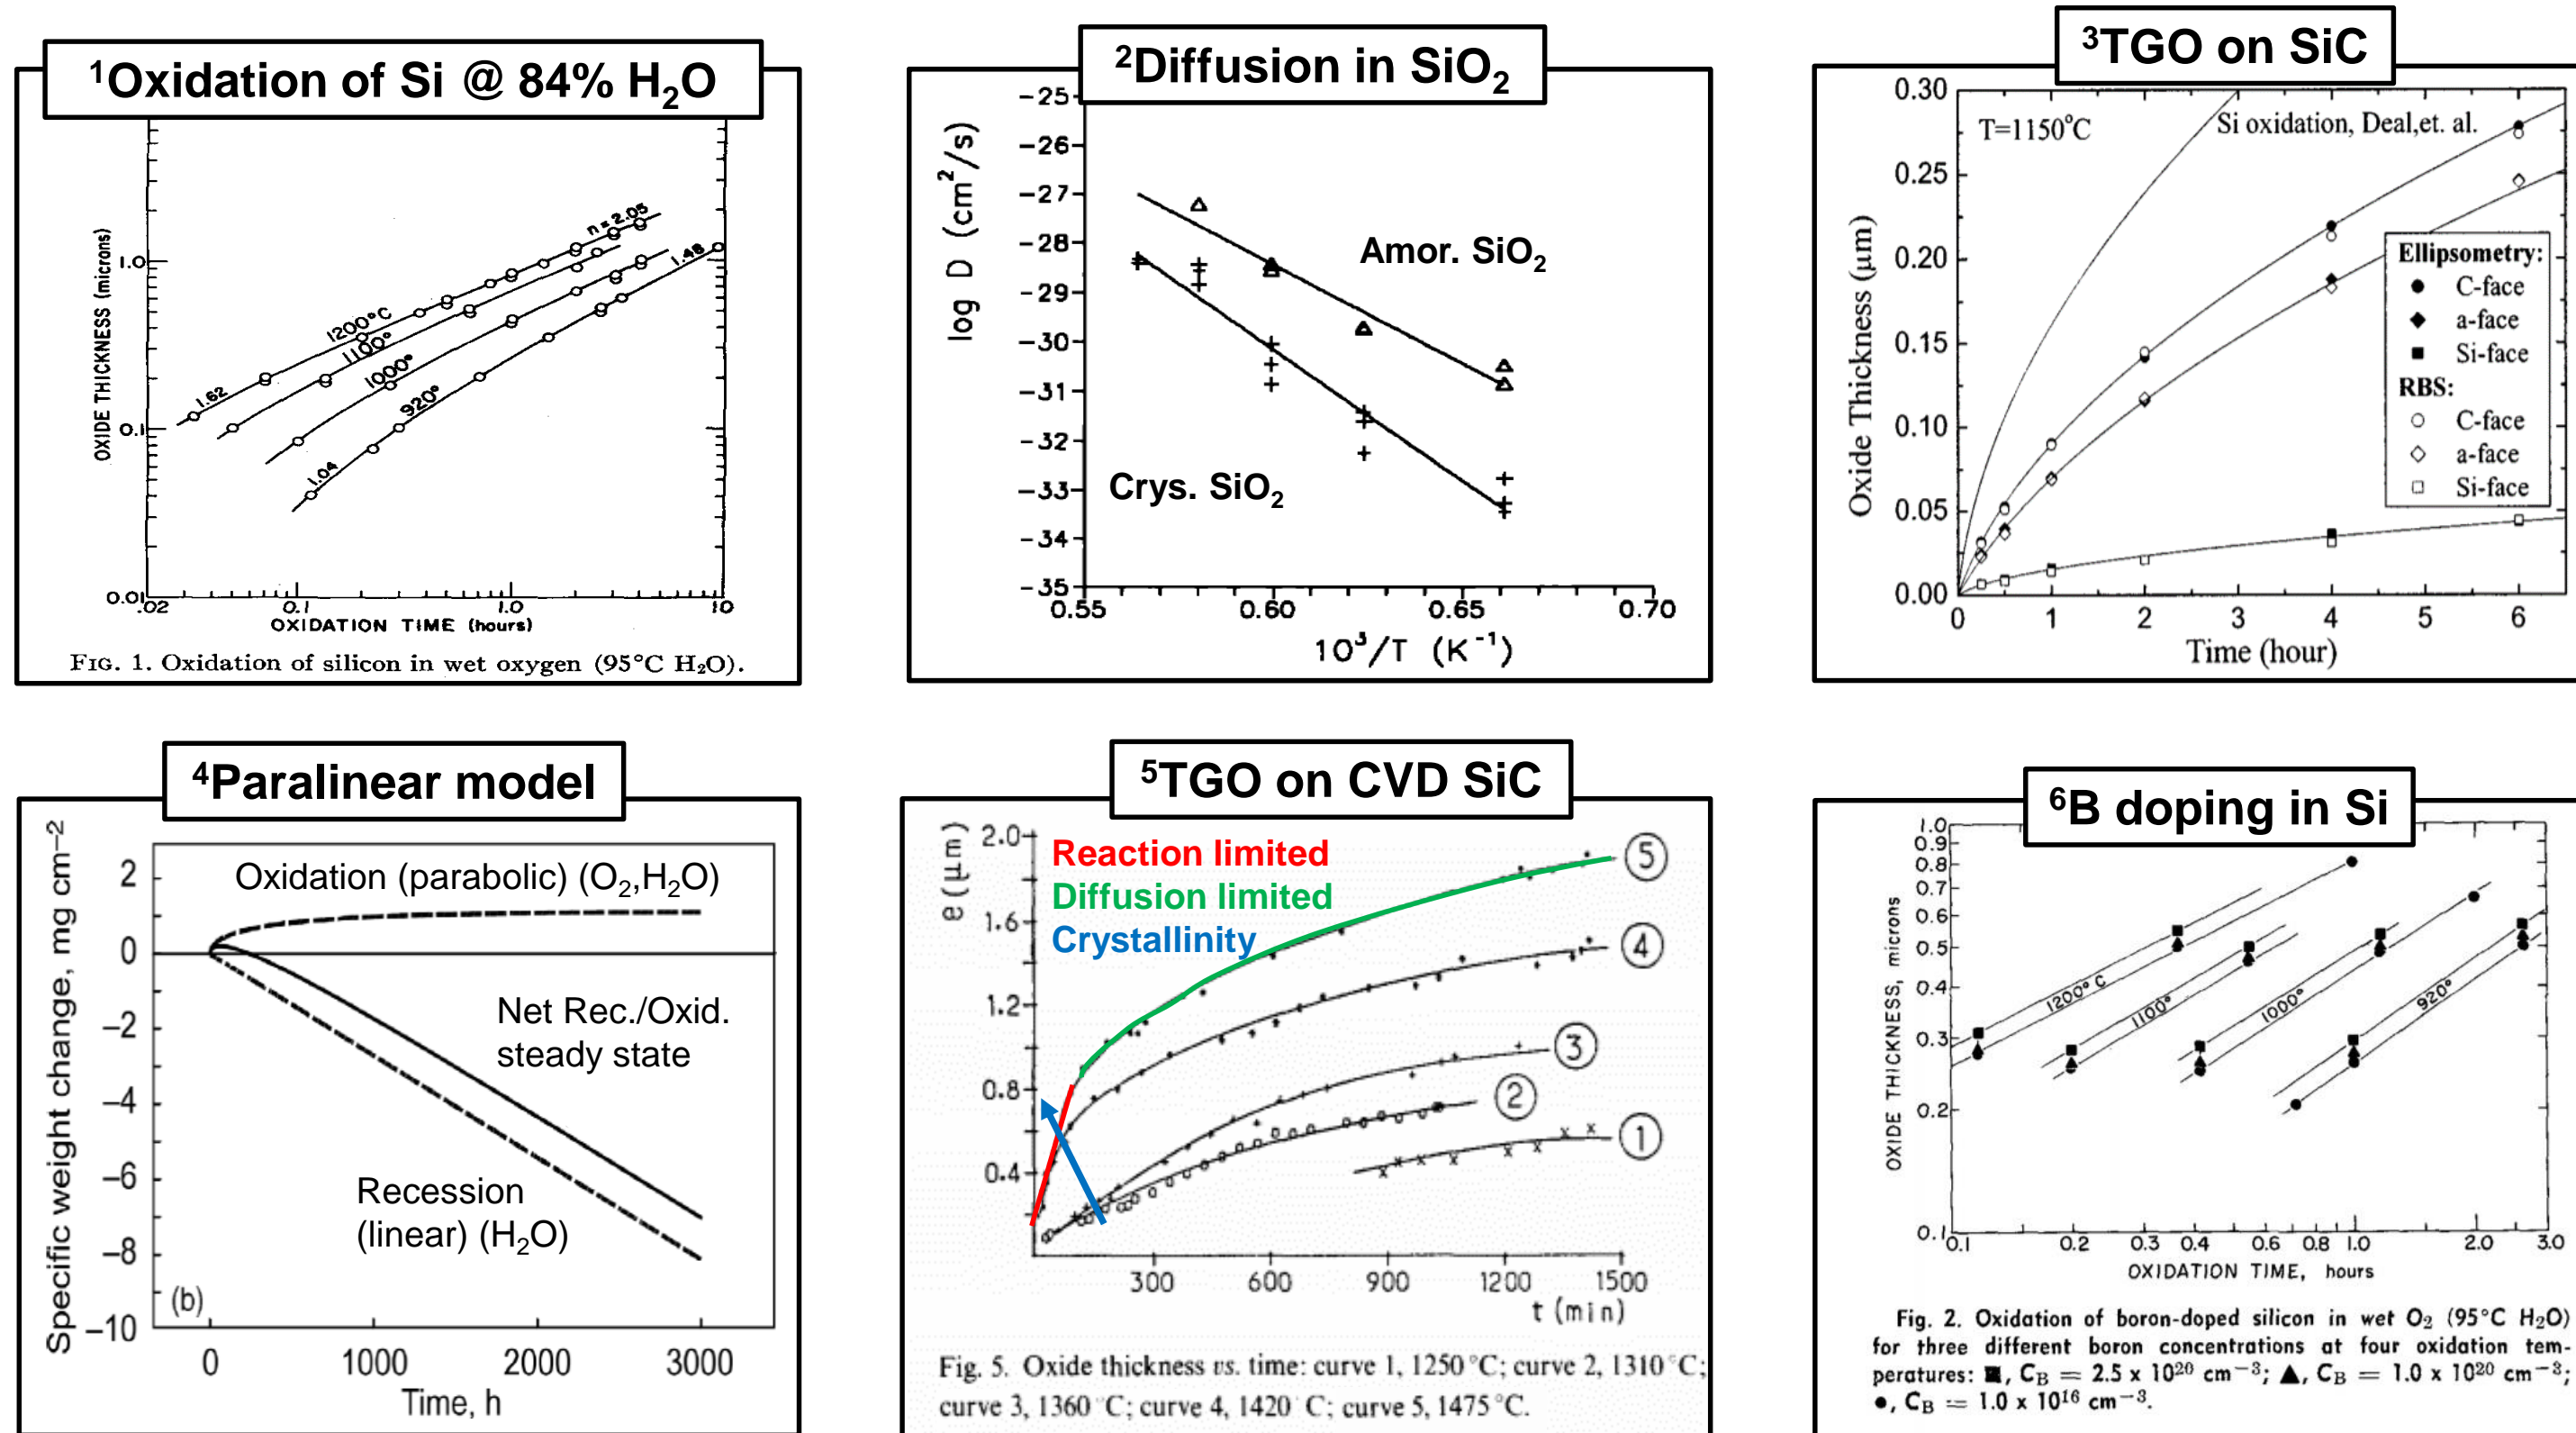 ¹Oxidation of Si @ 84% H₂O
OXIDE THICKNESS (microns)
1.0
0.1
0.01
.02
0.1
1.0
10
1200°C
1100°
1000°
920°
n = 2.05
1.48
1.62
1.04
OXIDATION TIME (hours)
FIG. 1. Oxidation of silicon in wet oxygen (95°C H₂O).
²Diffusion in SiO₂
log D (cm²/s)
-25
-26
-27
-28
-29
-30
-31
-32
-33
-34
-35
Amor. SiO₂
Crys. SiO₂
0.55
0.60
0.65
0.70
10³/T (K⁻¹)
³TGO on SiC
Oxide Thickness (μm)
0.30
0.25
0.20
0.15
0.10
0.05
0.00
T=1150°C
Si oxidation, Deal,et. al.
Ellipsometry:
C-face
a-face
Si-face
RBS:
C-face
a-face
Si-face
0
1
2
3
4
5
6
Time (hour)
⁴Paralinear model
Specific weight change, mg cm⁻²
2
0
−2
−4
−6
−8
−10
Oxidation (parabolic) (O₂,H₂O)
Net Rec./Oxid.
steady state
Recession
(linear) (H₂O)
(b)
0
1000
2000
3000
Time, h
⁵TGO on CVD SiC
e (μm)
2.0
1.6
1.2
0.8
0.4
Reaction limited
Diffusion limited
Crystallinity
5
4
3
2
1
300
600
900
1200
1500
t (min)
Fig. 5. Oxide thickness vs. time: curve 1, 1250 °C; curve 2, 1310 °C;
curve 3, 1360 °C; curve 4, 1420 °C; curve 5, 1475 °C.
⁶B doping in Si
OXIDE THICKNESS, microns
1.0
0.9
0.8
0.7
0.6
0.5
0.4
0.3
0.2
0.1
1200° C
1100°
1000°
920°
0.1
0.2
0.3
0.4
0.6
0.8
1.0
2.0
3.0
OXIDATION TIME, hours
Fig. 2. Oxidation of boron-doped silicon in wet O₂ (95°C H₂O)
for three different boron concentrations at four oxidation tem-
peratures: ■, C_B = 2.5 x 10²⁰ cm⁻³; ▲, C_B = 1.0 x 10²⁰ cm⁻³;
●, C_B = 1.0 x 10¹⁶ cm⁻³.